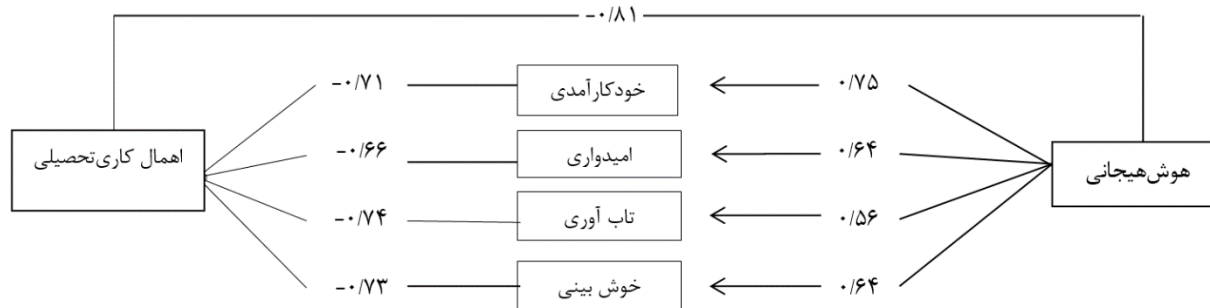 -۰/۸۱
۰/۷۵
خودکارآمدی
-۰/۷۱
۰/۶۴
امیدواری
-۰/۶۶
هوش‌هیجانی
اهمال کاری‌تحصیلی
۰/۵۶
تاب آوری
-۰/۷۴
۰/۶۴
خوش بینی
-۰/۷۳